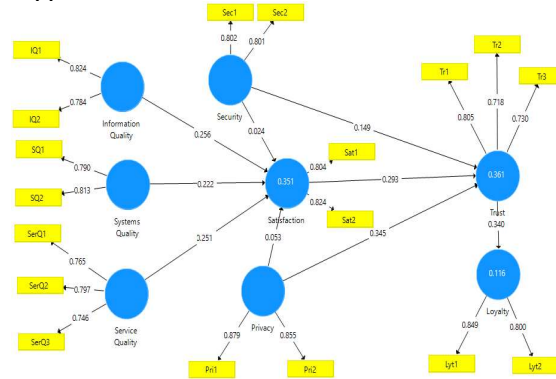 Sec1
Sec2
0.802
0.801
IQ1
0.824
0.784
IQ2
Information
Quality
Security
Tr2
Tr1
Tr3
0.718
0.805
0.730
0.149
0.256
0.024
SQ1
0.790
0.813
SQ2
Systems
Quality
0.222
0.804
Sat1
0.351
Satisfaction
0.293
0.824
Sat2
0.361
Trust
0.340
SerQ1
0.765
SerQ2
0.797
0.746
SerQ3
Service
Quality
0.251
0.053
0.345
Privacy
0.879
0.855
Pri1
Pri2
0.116
Loyalty
0.849
0.800
Lyt1
Lyt2